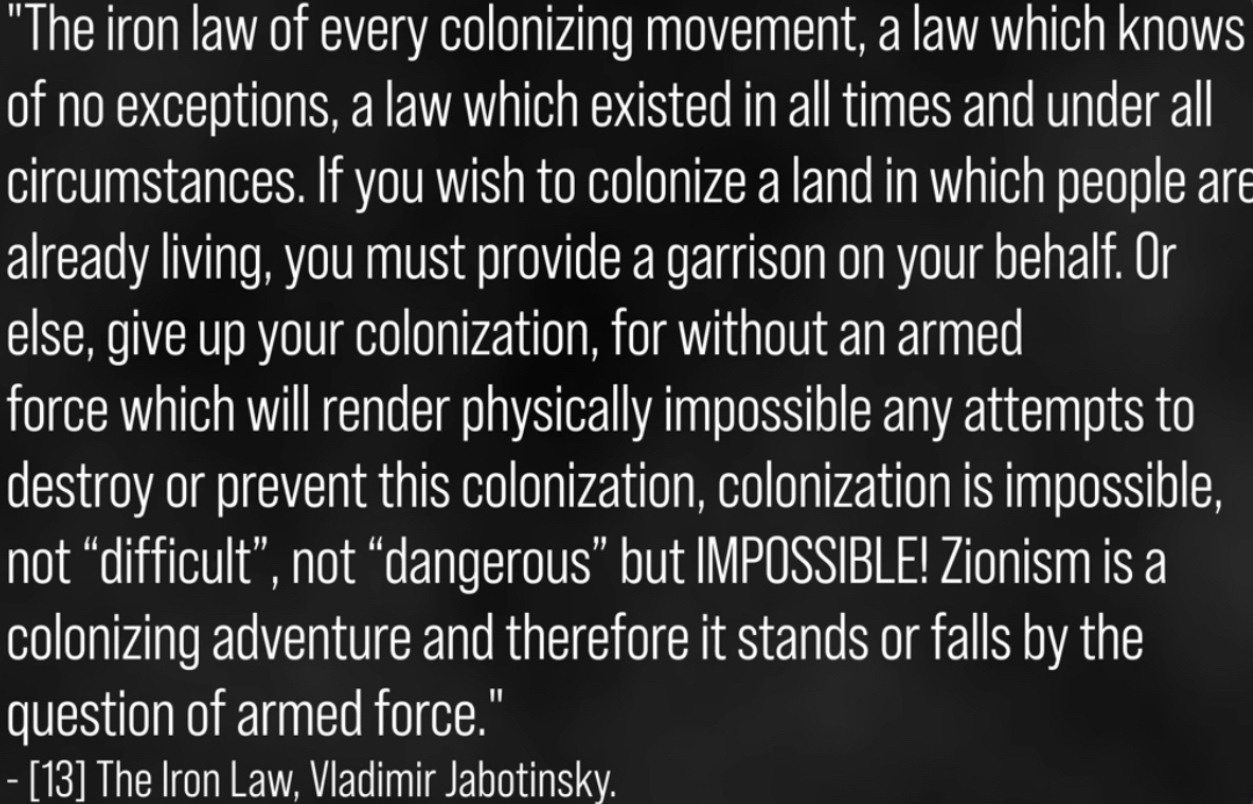 "The iron law of every colonizing movement, a law which knows
of no exceptions, a law which existed in all times and under all
circumstances. If you wish to colonize a land in which people are
already living, you must provide a garrison on your behalf. Or
else, give up your colonization, for without an armed
force which will render physically impossible any attempts to
destroy or prevent this colonization, colonization is impossible,
not “difficult”, not “dangerous” but IMPOSSIBLE! Zionism is a
colonizing adventure and therefore it stands or falls by the
question of armed force."
- [13] The Iron Law, Vladimir Jabotinsky.